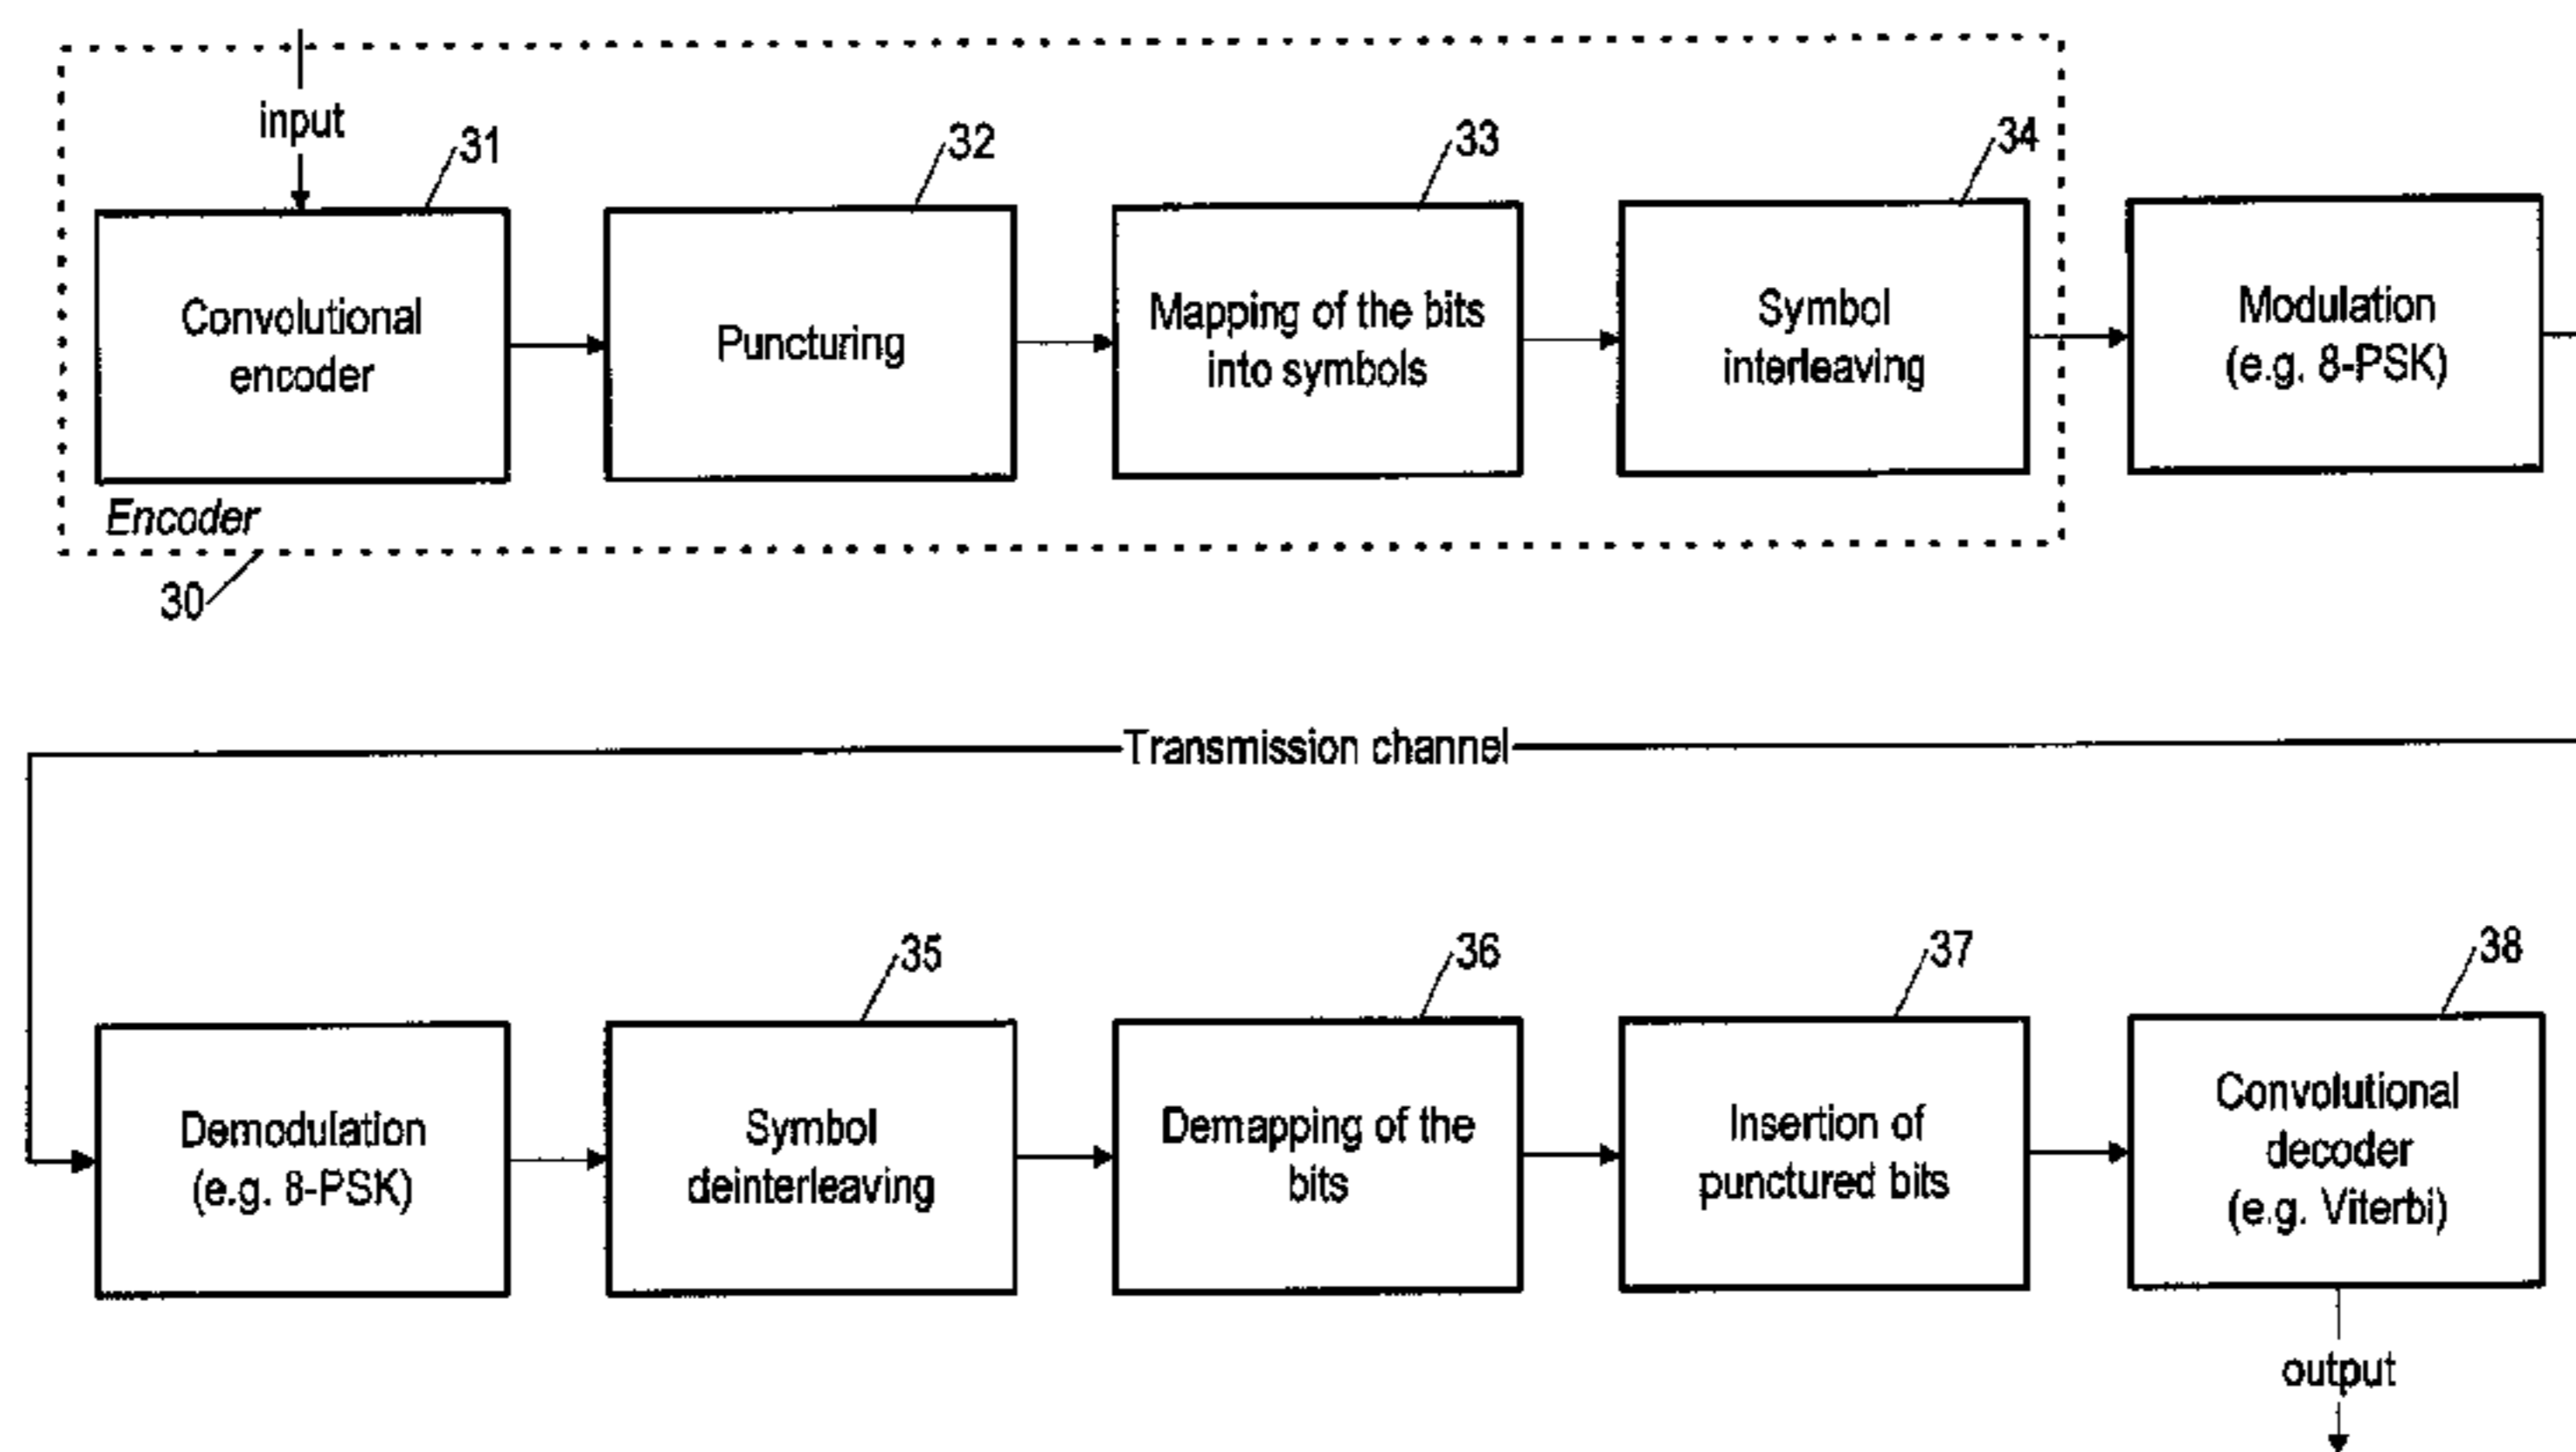 input
31
32
33
34
Convolutional
encoder
Puncturing
Mapping of the bits
into symbols
Symbol
interleaving
Modulation
(e.g. 8-PSK)
Encoder
30
Transmission channel
35
36
37
38
Demodulation
(e.g. 8-PSK)
Symbol
deinterleaving
Demapping of the
bits
Insertion of
punctured bits
Convolutional
decoder
(e.g. Viterbi)
output